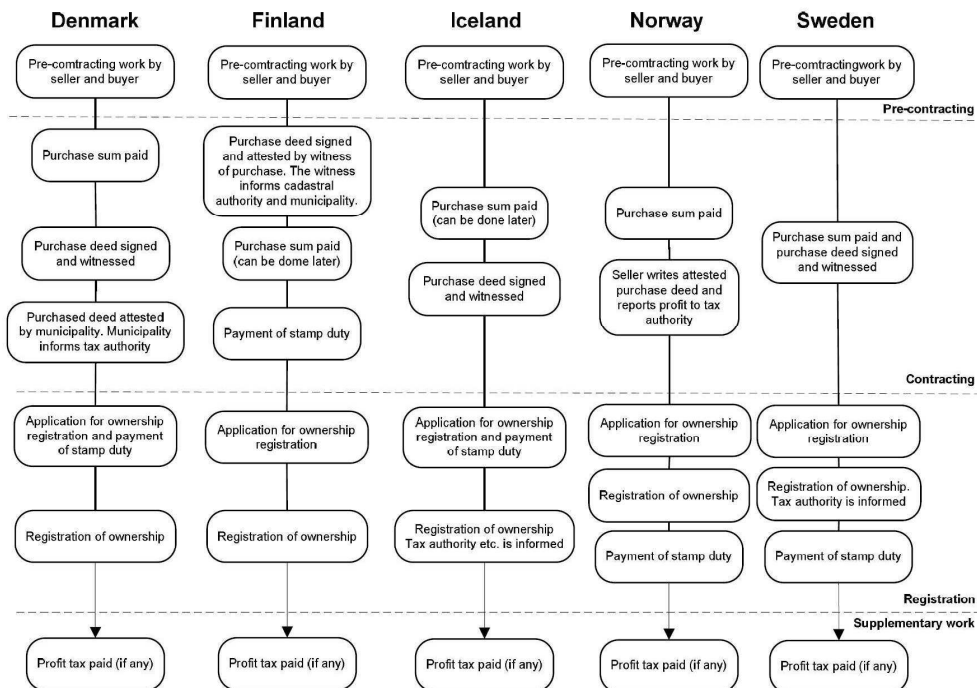 Denmark
Finland
Iceland
Norway
Sweden
Pre-comtracting work by
seller and buyer
Pre-comtracting work by
seller and buyer
Pre-comtracting work by
seller and buyer
Pre-comtracting work by
seller and buyer
Pre-comtractingwork by
seller and buyer
Pre-contracting
Purchase sum paid
Purchase deed signed
and witnessed
Purchased deed attested
by municipality. Municipality
informs tax authority
Purchase deed signed
and attested by witness
of purchase. The witness
informs cadastral
authority and municipality.
Purchase sum paid
(can be dome later)
Payment of stamp duty
Purchase sum paid
(can be done later)
Purchase deed signed
and witnessed
Purchase sum paid
Seller writes attested
purchase deed and
reports profit to tax
authority
Purchase sum paid and
purchase deed signed
and witnessed
Contracting
Application for ownership
registration and payment
of stamp duty
Registration of ownership
Application for ownership
registration
Registration of ownership
Application for ownership
registration and payment
of stamp duty
Registration of ownership
Tax authority etc. is informed
Application for ownership
registration
Registration of ownership
Payment of stamp duty
Application for ownership
registration
Registration of ownership.
Tax authority is informed
Payment of stamp duty
Registration
Supplementary work
Profit tax paid (if any)
Profit tax paid (if any)
Profit tax paid (if any)
Profit tax paid (if any)
Profit tax paid (if any)